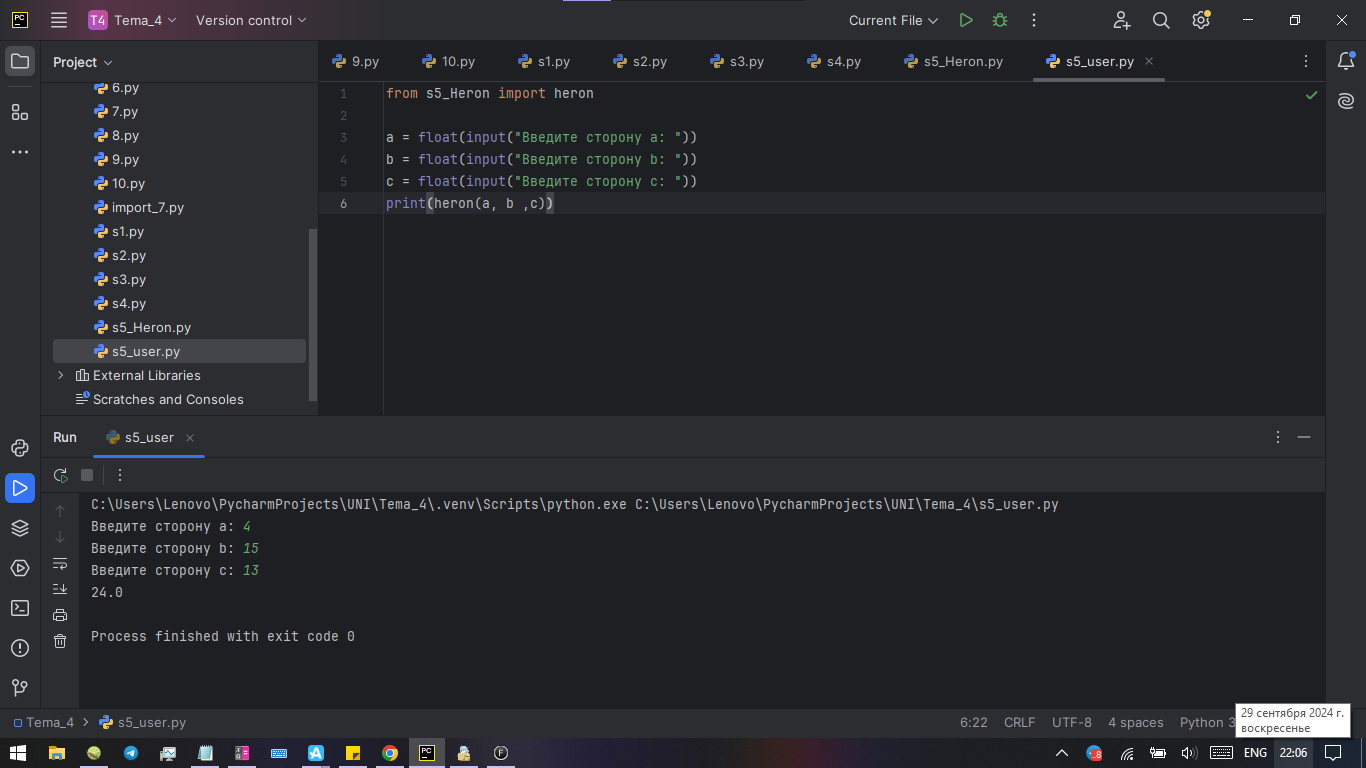 PC T4 Tema_4 Version control Current File
Project
9.py 10.py s1.py s2.py s3.py s4.py s5_Heron.py s5_user.py
6.py
7.py
8.py
9.py
10.py
import_7.py
s1.py
s2.py
s3.py
s4.py
s5_Heron.py
s5_user.py
External Libraries
Scratches and Consoles
1 from s5_Heron import heron
2
3 a = float(input("Введите сторону a: "))
4 b = float(input("Введите сторону b: "))
5 c = float(input("Введите сторону c: "))
6 print(heron(a, b ,c))
Run s5_user
C:\Users\Lenovo\PycharmProjects\UNI\Tema_4\.venv\Scripts\python.exe C:\Users\Lenovo\PycharmProjects\UNI\Tema_4\s5_user.py
Введите сторону a: 4
Введите сторону b: 15
Введите сторону c: 13
24.0
Process finished with exit code 0
Tema_4 s5_user.py 6:22 CRLF UTF-8 4 spaces Python 3
29 сентября 2024 г.
воскресенье
PC F 8 ENG 22:06